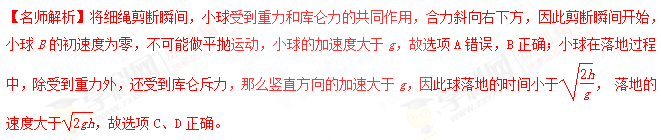 【名师解析】将细绳剪断瞬间，小球受到重力和库仑力的共同作用，合力斜向右下方，因此剪断瞬间开始，
小球 B 的初速度为零，不可能做平抛运动，小球的加速度大于 g，故选项 A 错误，B 正确；小球在落地过程
中，除受到重力外，还受到库仑斥力，那么竖直方向的加速大于 g，因此球落地的时间小于√(2h/g)， 落地的
速度大于√(2gh)，故选项 C、D 正确。